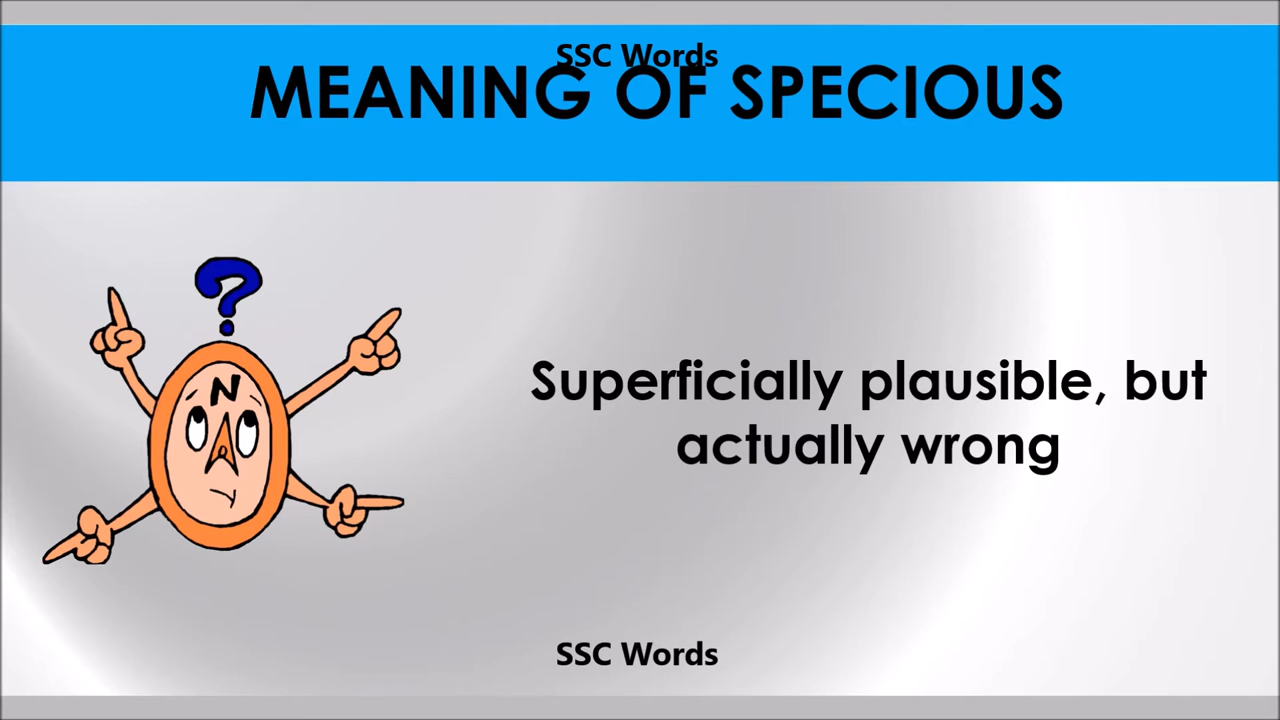 SSC Words
MEANING OF SPECIOUS
?
N
Superficially plausible, but
actually wrong
SSC Words